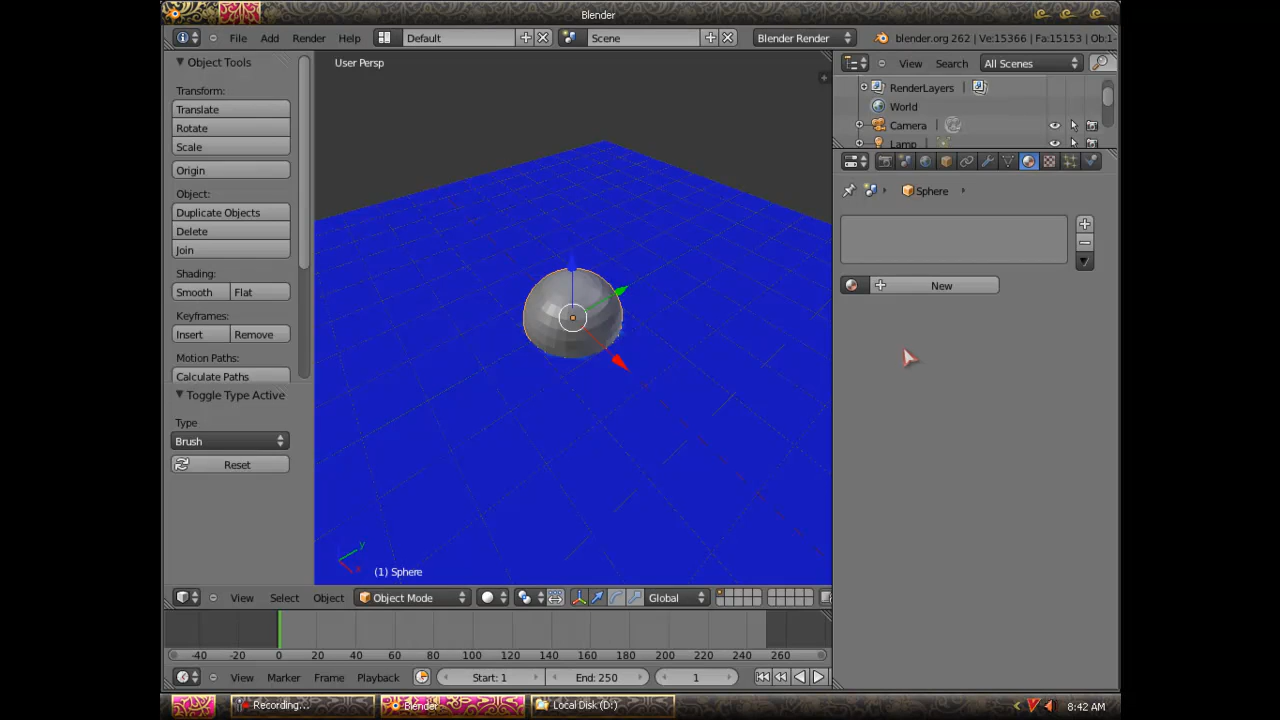 Blender
File Add Render Help Default Scene Blender Render blender.org 262 | Ve:15366 | Fa:15153 | Ob:1-
Object Tools
User Persp
View Search All Scenes
RenderLayers
World
Camera
Lamp
Transform:
Translate
Rotate
Scale
Origin
Object:
Duplicate Objects
Delete
Join
Shading:
Smooth Flat
Keyframes:
Insert Remove
Motion Paths:
Calculate Paths
Toggle Type Active
Type
Brush
Reset
Sphere
New
y
x
(1) Sphere
View Select Object Object Mode Global
-40 -20 0 20 40 60 80 100 120 140 160 180 200 220 240 260
View Marker Frame Playback Start: 1 End: 250 1
Recording... Blender Local Disk (D:) 8:42 AM